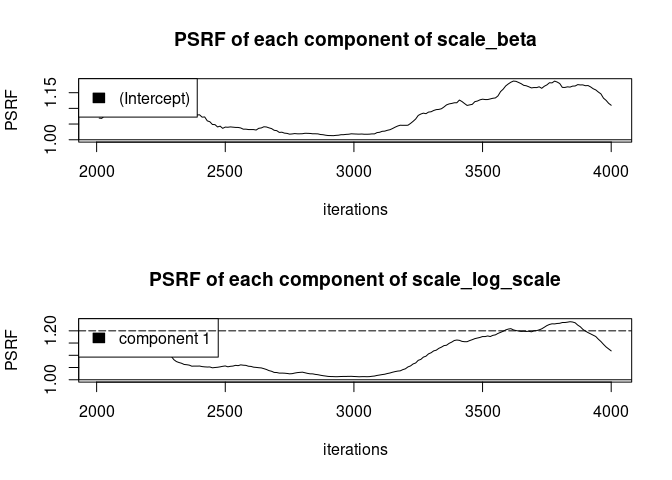 PSRF of each component of scale_beta
PSRF
1.15
1.00
(Intercept)
2000 2500 3000 3500 4000
iterations
PSRF of each component of scale_log_scale
PSRF
1.20
1.00
component 1
2000 2500 3000 3500 4000
iterations